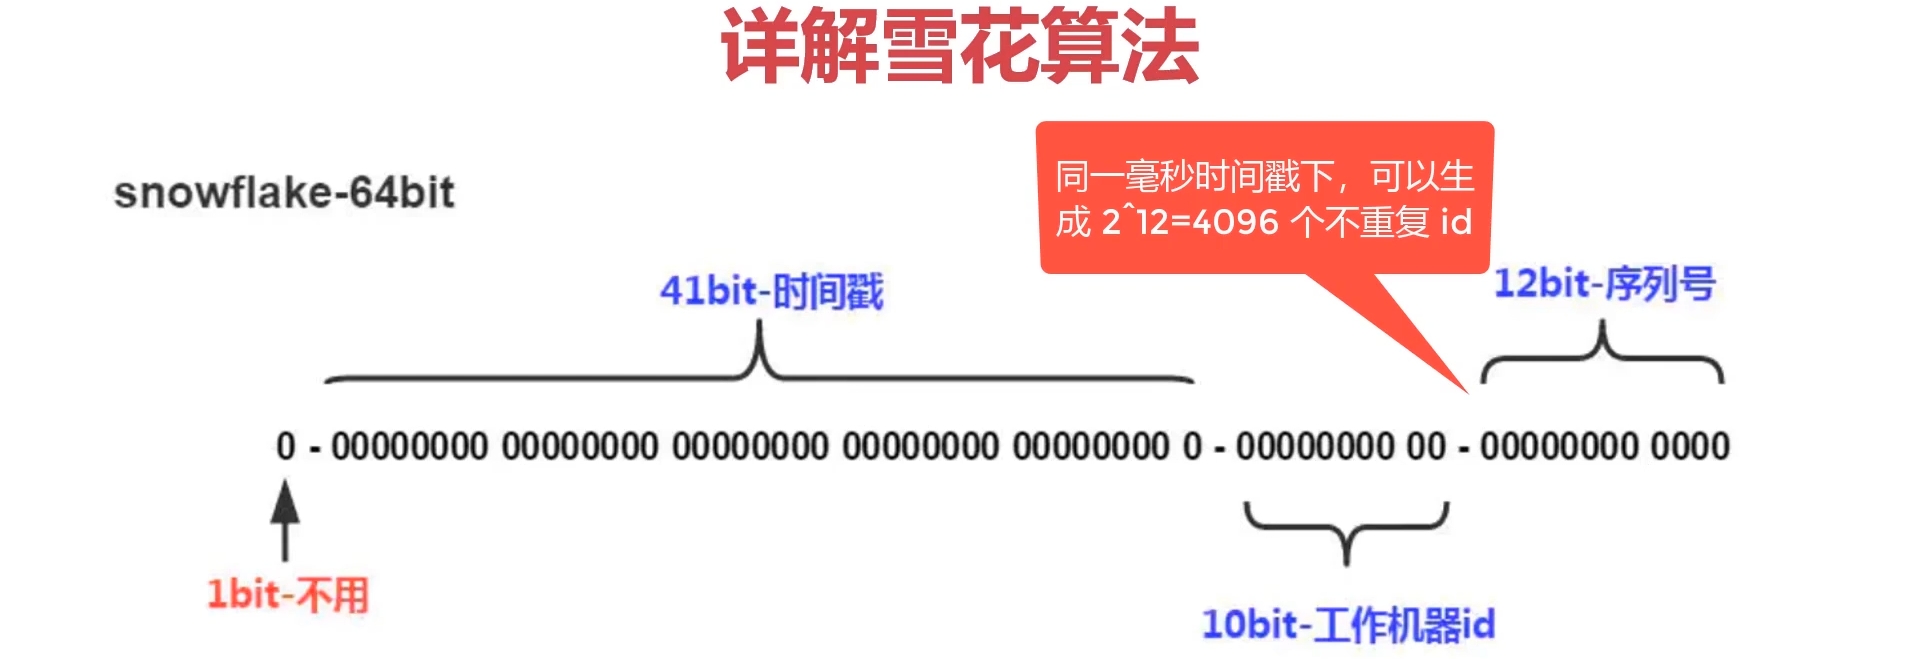 详解雪花算法
snowflake-64bit
同一毫秒时间戳下，可以生
成 2^12=4096 个不重复 id
41bit-时间戳
12bit-序列号
0 - 00000000 00000000 00000000 00000000 00000000 0 - 00000000 00 - 00000000 0000
1bit-不用
10bit-工作机器id